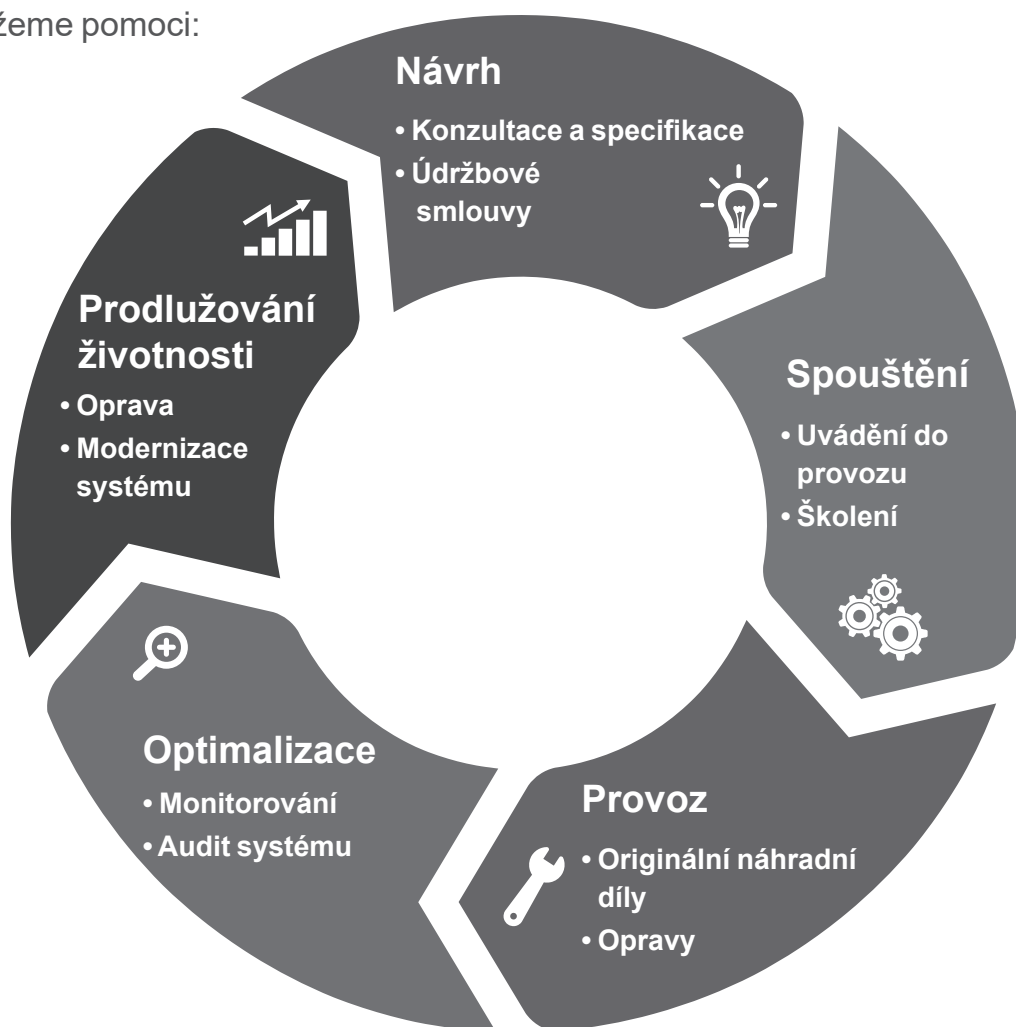 žeme pomoci:
Návrh
• Konzultace a specifikace
• Údržbové
smlouvy
Spouštění
• Uvádění do
provozu
• Školení
Provoz
• Originální náhradní
díly
• Opravy
Optimalizace
• Monitorování
• Audit systému
Prodlužování
životnosti
• Oprava
• Modernizace
systému